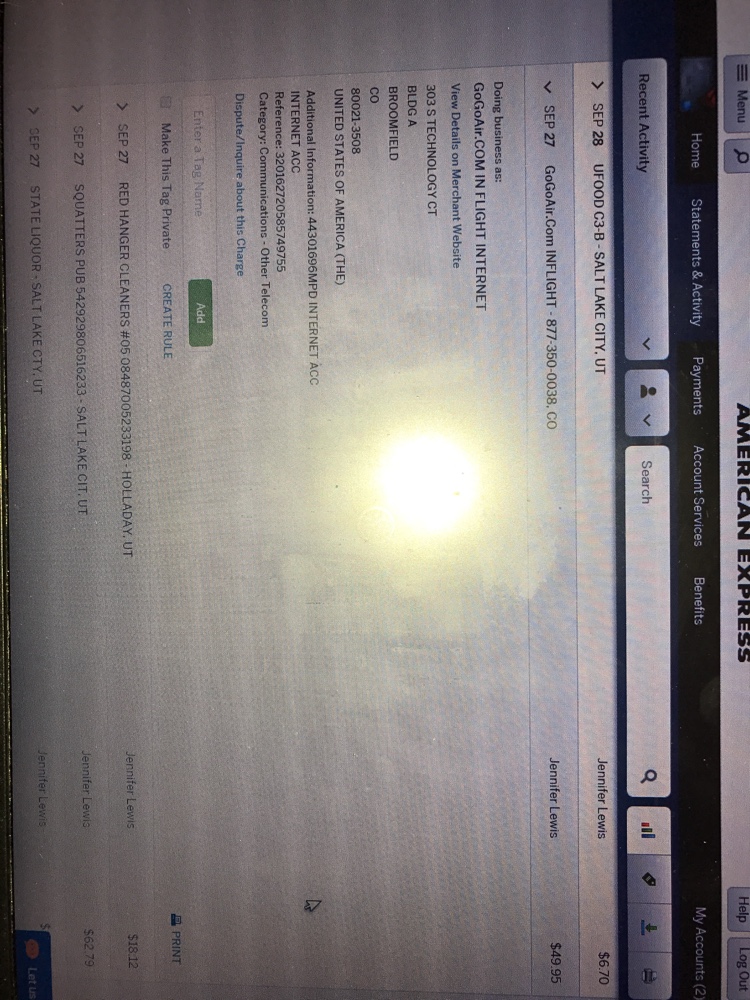 AMERICAN EXPRESS
Menu
Help
Log Out
Home
Statements & Activity
Payments
Account Services
Benefits
My Accounts (2)
Recent Activity
Search
SEP 28 UFOOD C3-B - SALT LAKE CITY, UT Jennifer Lewis $6.70
SEP 27 GoGoAir.Com INFLIGHT - 877-350-0038, CO Jennifer Lewis $49.95
Doing business as:
GoGoAir.COM IN FLIGHT INTERNET
View Details on Merchant Website
303 S TECHNOLOGY CT
BLDG A
BROOMFIELD
CO
80021-3508
UNITED STATES OF AMERICA (THE)
Additional Information: 44301696MPD INTERNET ACC
INTERNET ACC
Reference: 320162720585749755
Category: Communications - Other Telecom
Dispute/Inquire about this Charge
Enter a Tag Name
Add
Make This Tag Private
CREATE RULE
PRINT
SEP 27 RED HANGER CLEANERS #05 08487005233198 - HOLLADAY, UT Jennifer Lewis $18.12
SEP 27 SQUATTERS PUB 542929806516233 - SALT LAKE CIT, UT Jennifer Lewis $62.79
SEP 27 STATE LIQUOR - SALT LAKE CTY, UT Jennifer Lewis $
Let us